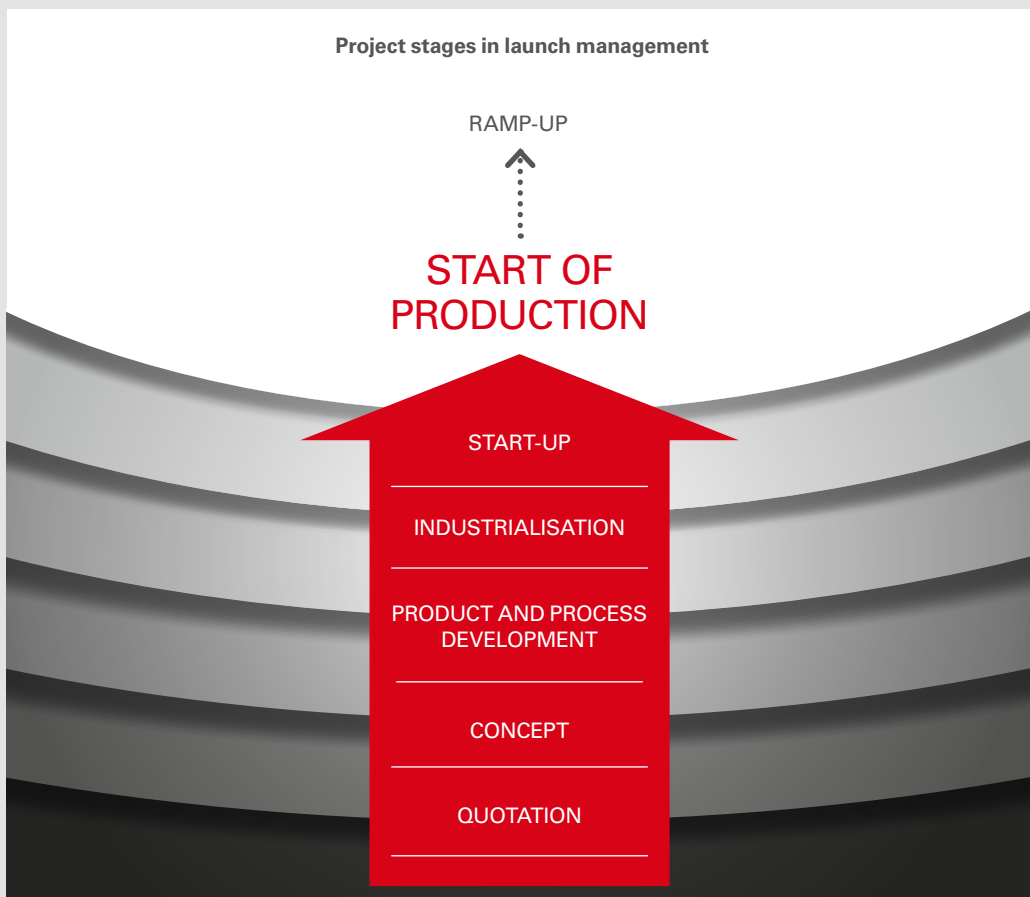 Project stages in launch management
RAMP-UP
START OF
PRODUCTION
START-UP
INDUSTRIALISATION
PRODUCT AND PROCESS
DEVELOPMENT
CONCEPT
QUOTATION